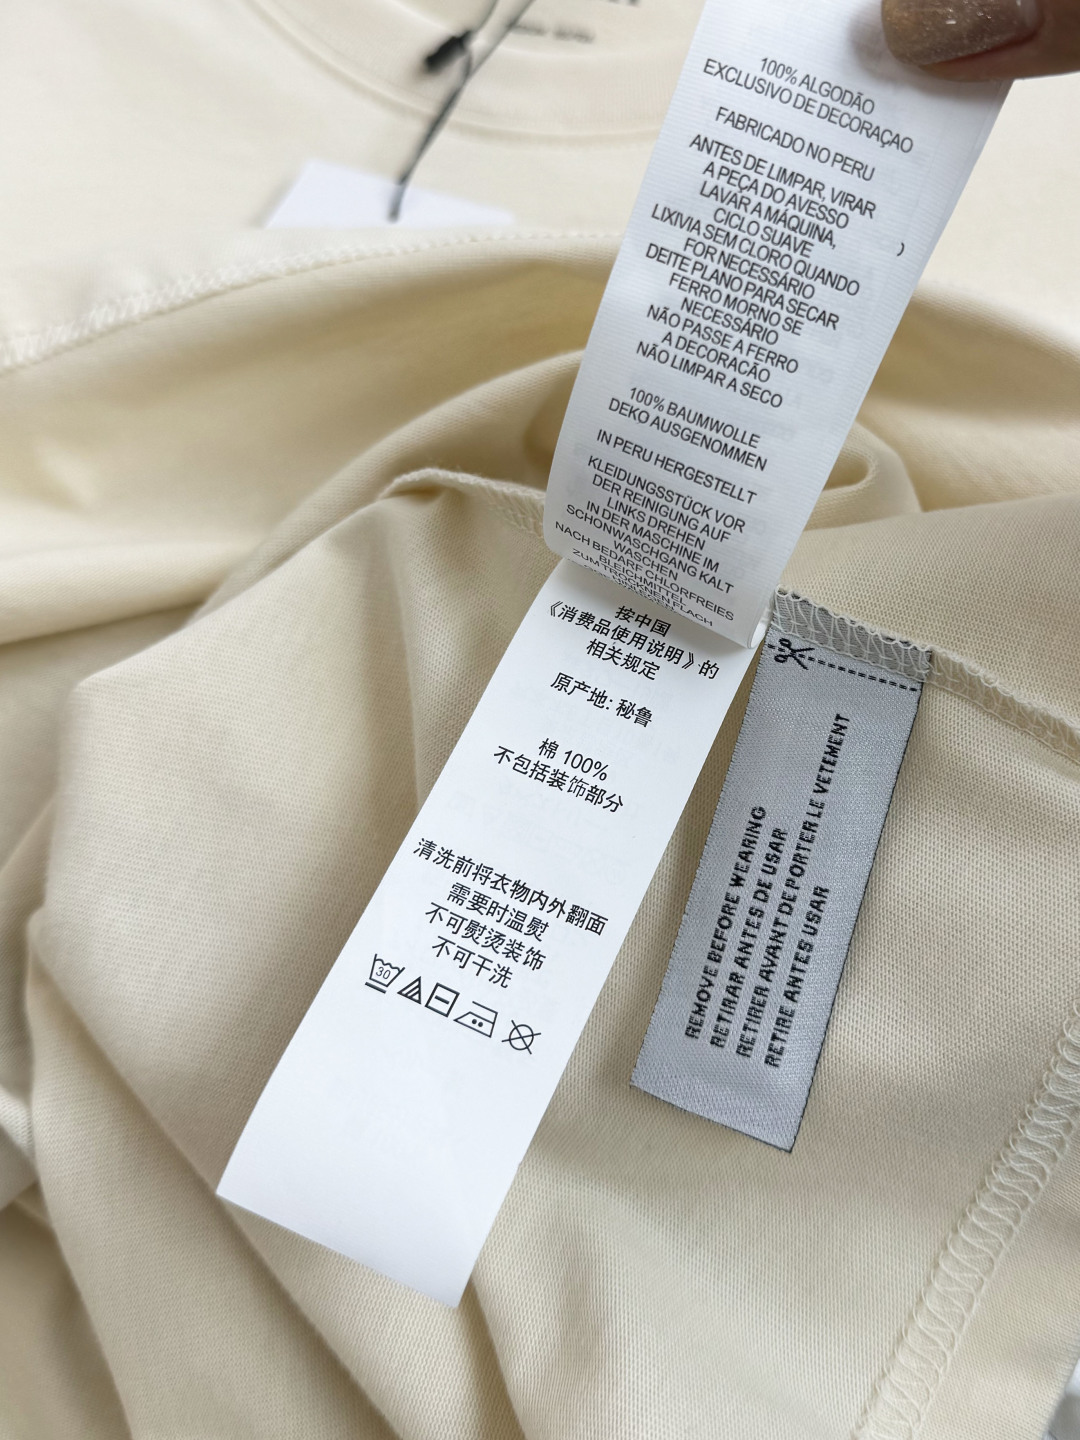 100% ALGODÃO
EXCLUSIVO DE DECORAÇAO
FABRICADO NO PERU
ANTES DE LIMPAR, VIRAR
A PEÇA DO AVESSO
LAVAR A MÁQUINA,
CICLO SUAVE
LIXIVIA SEM CLORO QUANDO
FOR NECESSÁRIO
DEITE PLANO PARA SECAR
FERRO MORNO SE
NECESSÁRIO
NÃO PASSE A FERRO
A DECORACÃO
NÃO LIMPAR A SECO
100% BAUMWOLLE
DEKO AUSGENOMMEN
IN PERU HERGESTELLT
KLEIDUNGSSTÜCK VOR
DER REINIGUNG AUF
LINKS DREHEN
IN DER MASCHINE IM
SCHONWASCHGANG KALT
WASCHEN
NACH BEDARF CHLORFREIES
BLEICHMITTEL
ZUM TROCKNEN FLACH
按中国
《消费品使用说明》的
相关规定
原产地: 秘鲁
棉 100%
不包括装饰部分
清洗前将衣物内外翻面
需要时温熨
不可熨烫装饰
不可干洗
30
REMOVE BEFORE WEARING
RETIRAR ANTES DE USAR
RETIRER AVANT DE PORTER LE VETEMENT
RETIRE ANTES USAR